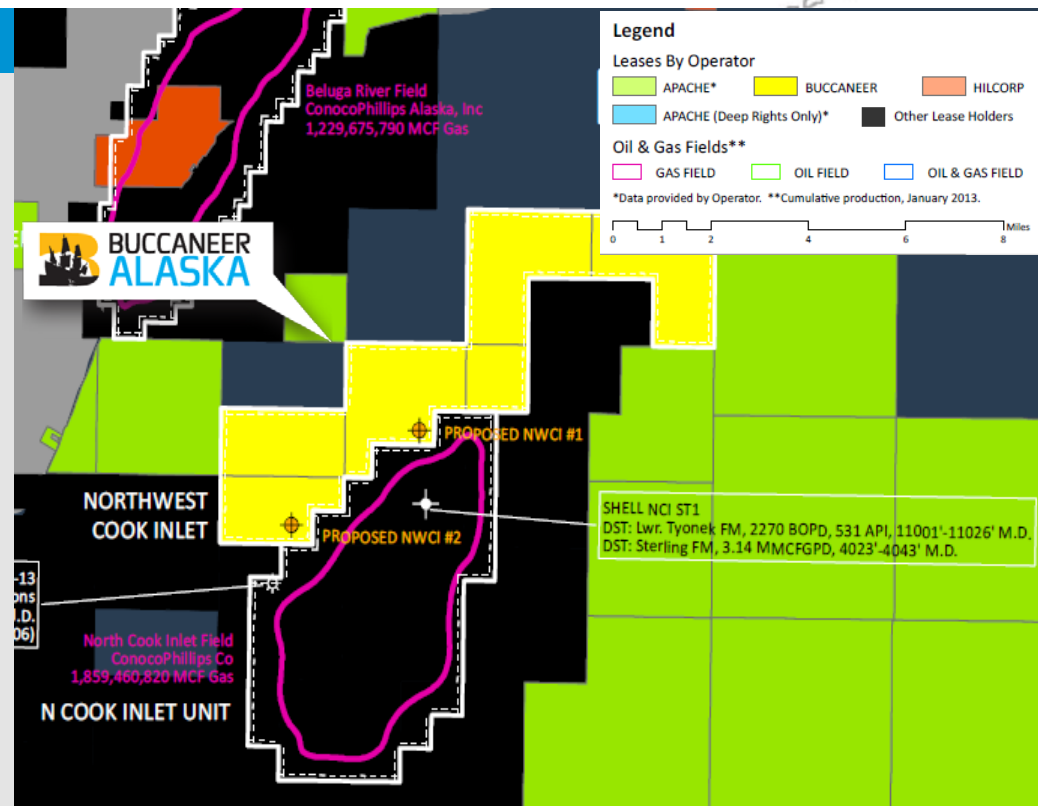 Legend
Leases By Operator
APACHE*
BUCCANEER
HILCORP
APACHE (Deep Rights Only)*
Other Lease Holders
Oil & Gas Fields**
GAS FIELD
OIL FIELD
OIL & GAS FIELD
*Data provided by Operator. **Cumulative production, January 2013.
Miles
0 1 2 4 6 8
Beluga River Field
ConocoPhillips Alaska, Inc
1,229,675,790 MCF Gas
BUCCANEER
ALASKA
PROPOSED NWCI #1
NORTHWEST
COOK INLET
PROPOSED NWCI #2
SHELL NCI ST1
DST: Lwr. Tyonek FM, 2270 BOPD, 531 API, 11001'-11026' M.D.
DST: Sterling FM, 3.14 MMCFGPD, 4023'-4043' M.D.
-13
ons
.D.
06)
North Cook Inlet Field
ConocoPhillips Co
1,859,460,820 MCF Gas
N COOK INLET UNIT